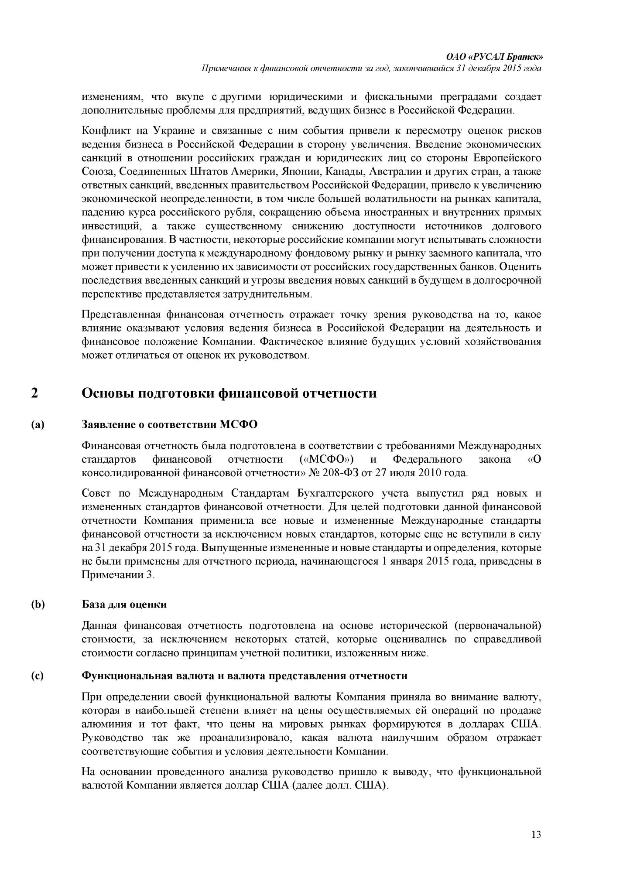 ОАО «РУСАЛ Братск»
Примечания к финансовой отчетности за год, закончившийся 31 декабря 2015 года
изменениям, что вкупе с другими юридическими и фискальными преградами создает
дополнительные проблемы для предприятий, ведущих бизнес в Российской Федерации.
Конфликт на Украине и связанные с ним события привели к пересмотру оценок рисков
ведения бизнеса в Российской Федерации в сторону увеличения. Введение экономических
санкций в отношении российских граждан и юридических лиц со стороны Европейского
Союза, Соединенных Штатов Америки, Японии, Канады, Австралии и других стран, а также
ответных санкций, введенных правительством Российской Федерации, привело к увеличению
экономической неопределенности, в том числе большей волатильности на рынках капитала,
падению курса российского рубля, сокращению объема иностранных и внутренних прямых
инвестиций, а также существенному снижению доступности источников долгового
финансирования. В частности, некоторые российские компании могут испытывать сложности
при получении доступа к международному фондовому рынку и рынку заемного капитала, что
может привести к усилению их зависимости от российских государственных банков. Оценить
последствия введенных санкций и угрозы введения новых санкций в будущем в долгосрочной
перспективе представляется затруднительным.
Представленная финансовая отчетность отражает точку зрения руководства на то, какое
влияние оказывают условия ведения бизнеса в Российской Федерации на деятельность и
финансовое положение Компании. Фактическое влияние будущих условий хозяйствования
может отличаться от оценок их руководством.
2 Основы подготовки финансовой отчетности
(a) Заявление о соответствии МСФО
Финансовая отчетность была подготовлена в соответствии с требованиями Международных
стандартов финансовой отчетности («МСФО») и Федерального закона «О
консолидированной финансовой отчетности» № 208-ФЗ от 27 июля 2010 года.
Совет по Международным Стандартам Бухгалтерского учета выпустил ряд новых и
измененных стандартов финансовой отчетности. Для целей подготовки данной финансовой
отчетности Компания применила все новые и измененные Международные стандарты
финансовой отчетности за исключением новых стандартов, которые еще не вступили в силу
на 31 декабря 2015 года. Выпущенные измененные и новые стандарты и определения, которые
не были применены для отчетного периода, начинающегося 1 января 2015 года, приведены в
Примечании 3.
(b) База для оценки
Данная финансовая отчетность подготовлена на основе исторической (первоначальной)
стоимости, за исключением некоторых статей, которые оценивались по справедливой
стоимости согласно принципам учетной политики, изложенным ниже.
(c) Функциональная валюта и валюта представления отчетности
При определении своей функциональной валюты Компания приняла во внимание валюту,
которая в наибольшей степени влияет на цены осуществляемых ей операций по продаже
алюминия и тот факт, что цены на мировых рынках формируются в долларах США.
Руководство так же проанализировало, какая валюта наилучшим образом отражает
соответствующие события и условия деятельности Компании.
На основании проведенного анализа руководство пришло к выводу, что функциональной
валютой Компании является доллар США (далее долл. США).
13